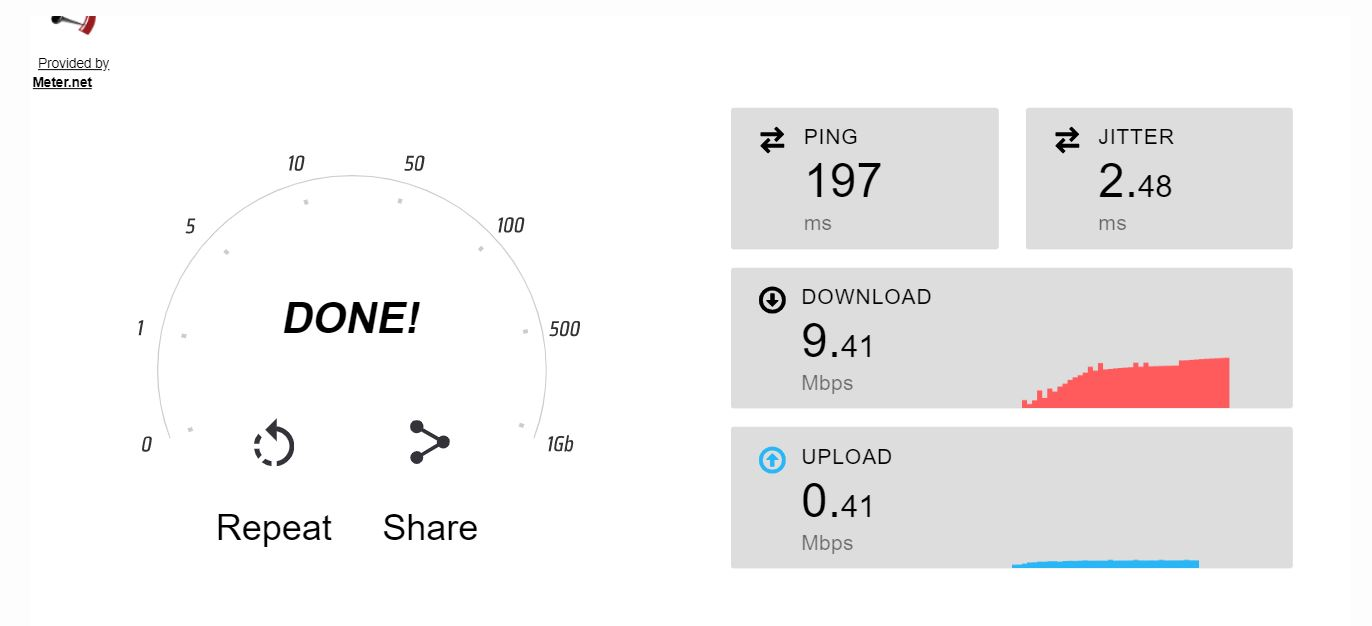 Provided by
Meter.net
0
1
5
10
50
100
500
1Gb
DONE!
Repeat
Share
PING
197
ms
JITTER
2.48
ms
DOWNLOAD
9.41
Mbps
UPLOAD
0.41
Mbps